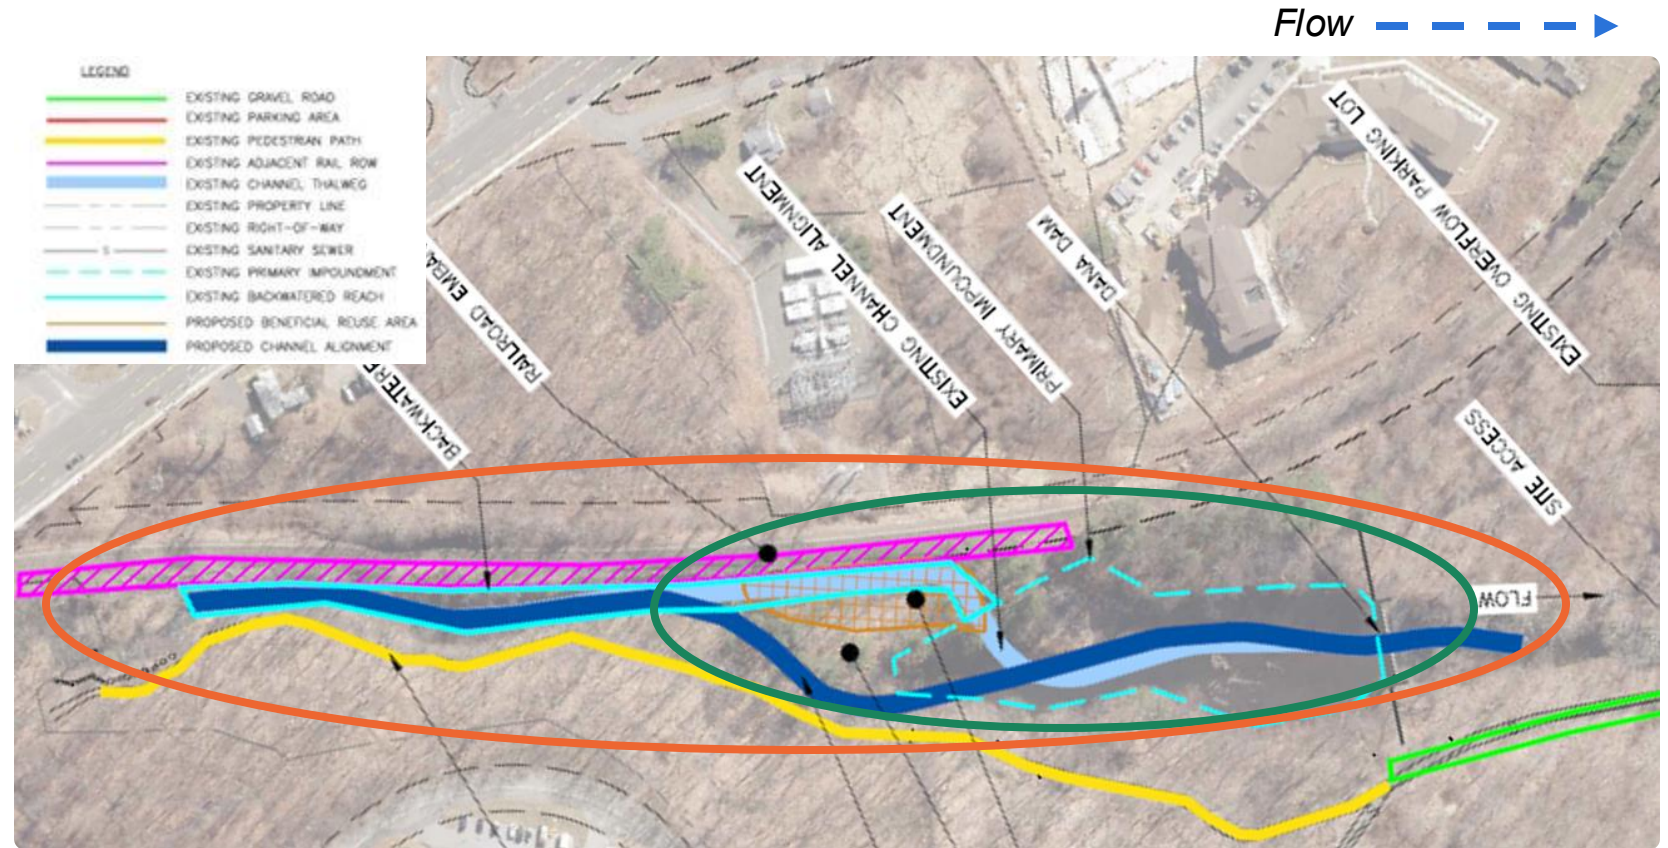 Flow
LEGEND
EXISTING GRAVEL ROAD
EXISTING PARKING AREA
EXISTING PEDESTRIAN PATH
EXISTING ADJACENT RAIL ROW
EXISTING CHANNEL THALWEG
EXISTING PROPERTY LINE
EXISTING RIGHT-OF-WAY
S
EXISTING SANITARY SEWER
EXISTING PRIMARY IMPOUNDMENT
EXISTING BACKWATERED REACH
PROPOSED BENEFICIAL REUSE AREA
PROPOSED CHANNEL ALIGNMENT
BACKWATERE
RAILROAD EMBA
EXISTING CHANNEL ALIGNMENT
PRIMARY IMPOUNDMENT
DANA DAM
EXISTING OVERFLOW PARKING LOT
SITE ACCESS
FLOW